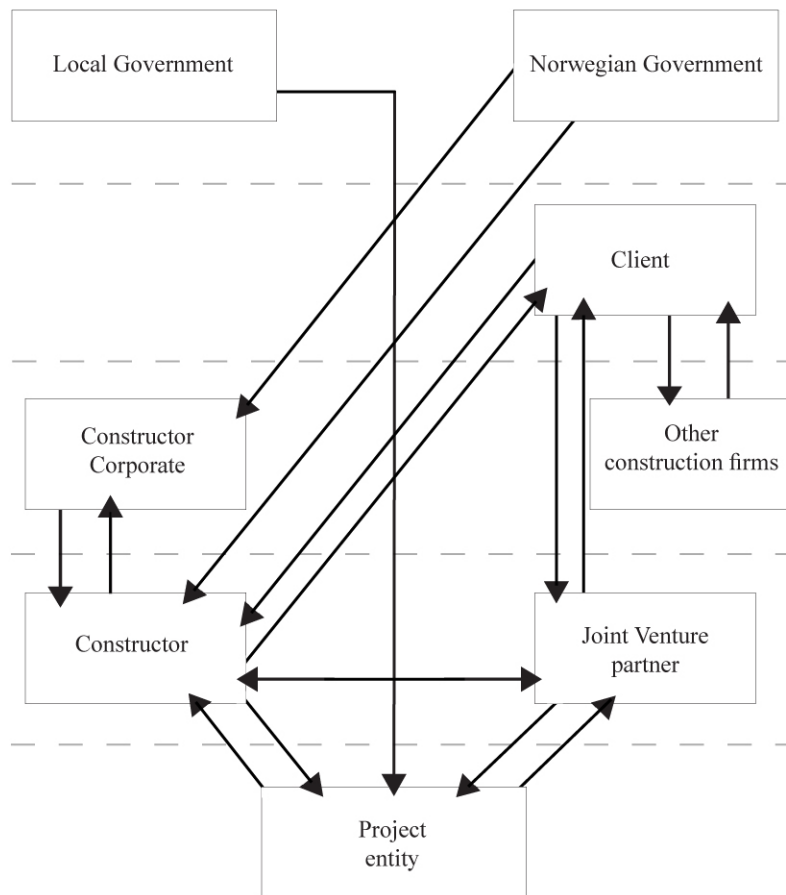 Local Government
Norwegian Government
Client
Constructor
Corporate
Other
construction firms
Constructor
Joint Venture
partner
Project
entity